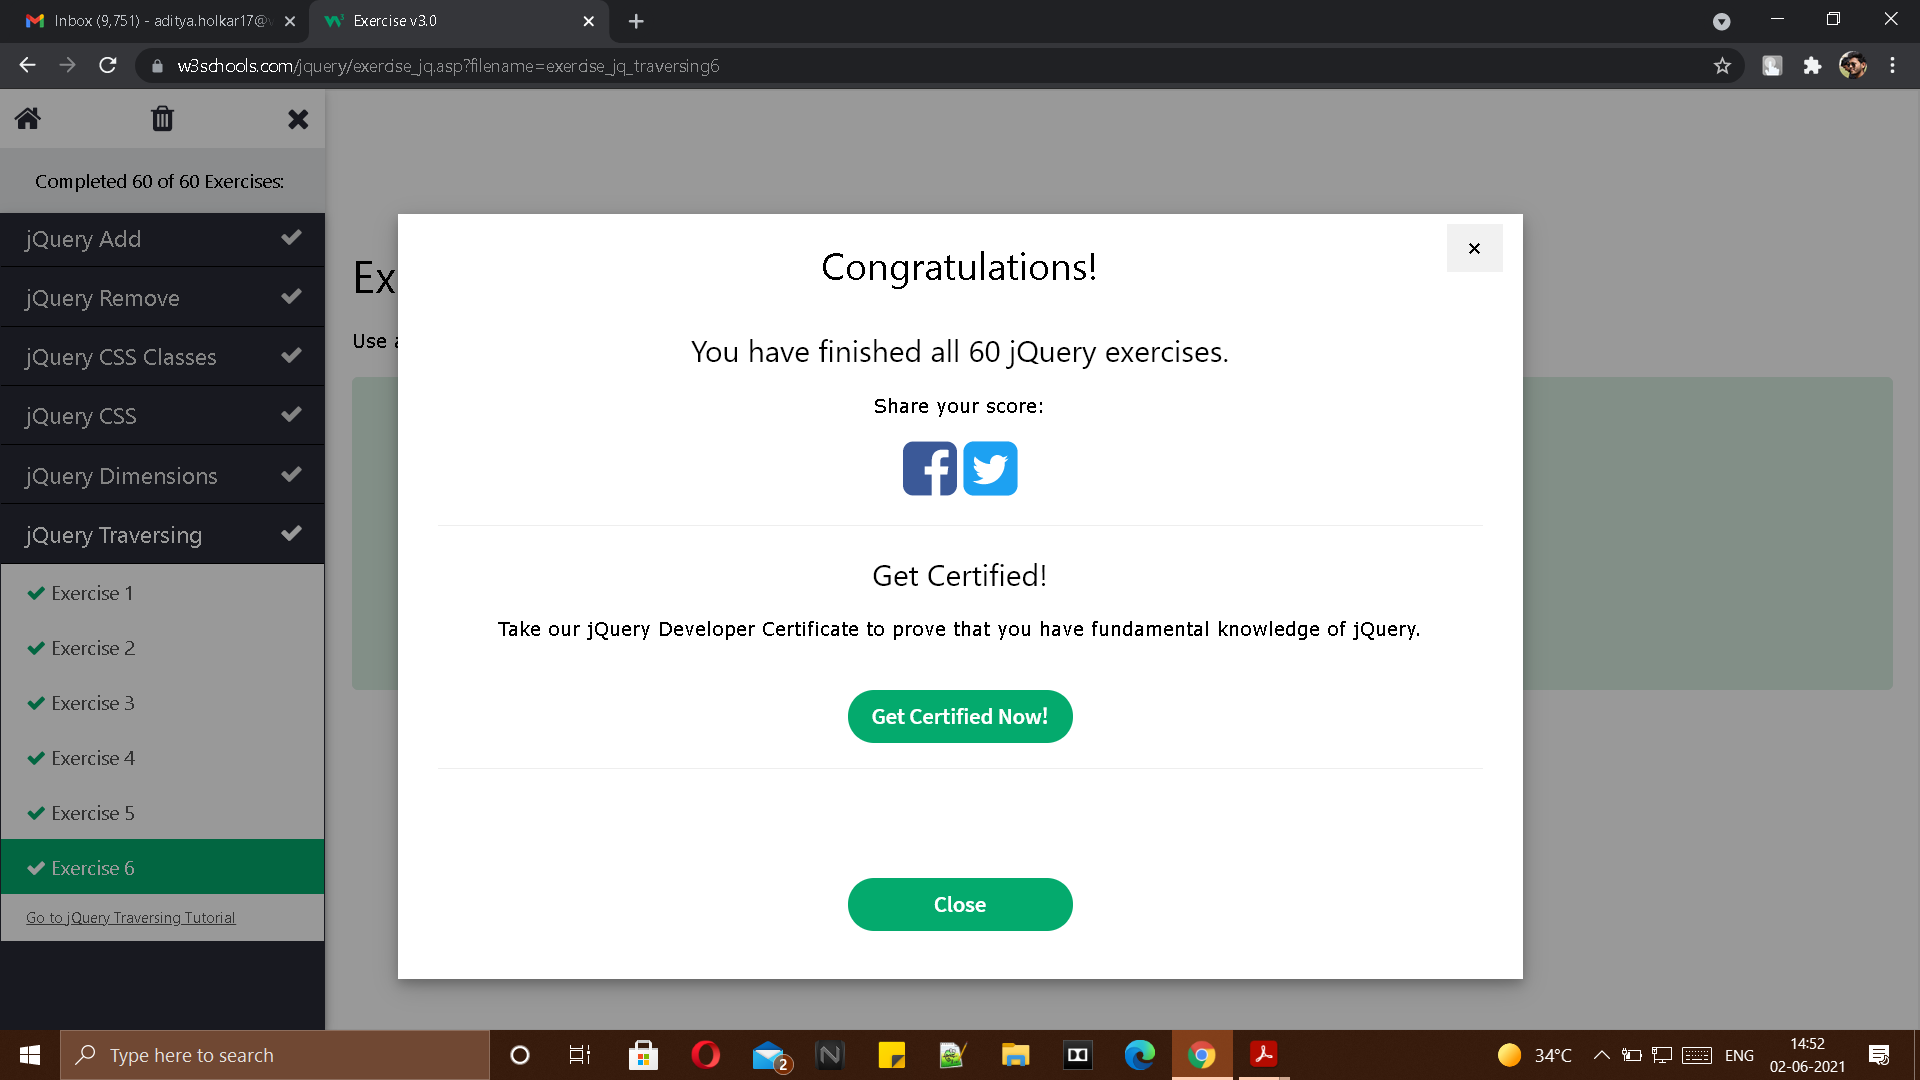 Inbox (9,751) - aditya.holkar17@
Exercise v3.0
w3schools.com/jquery/exercise_jq.asp?filename=exercise_jq_traversing6
Completed 60 of 60 Exercises:
jQuery Add
jQuery Remove
jQuery CSS Classes
jQuery CSS
jQuery Dimensions
jQuery Traversing
Exercise 1
Exercise 2
Exercise 3
Exercise 4
Exercise 5
Exercise 6
Go to jQuery Traversing Tutorial
Ex
Use
Congratulations!
You have finished all 60 jQuery exercises.
Share your score:
Get Certified!
Take our jQuery Developer Certificate to prove that you have fundamental knowledge of jQuery.
Get Certified Now!
Close
Type here to search
2
34°C
ENG
14:52
02-06-2021